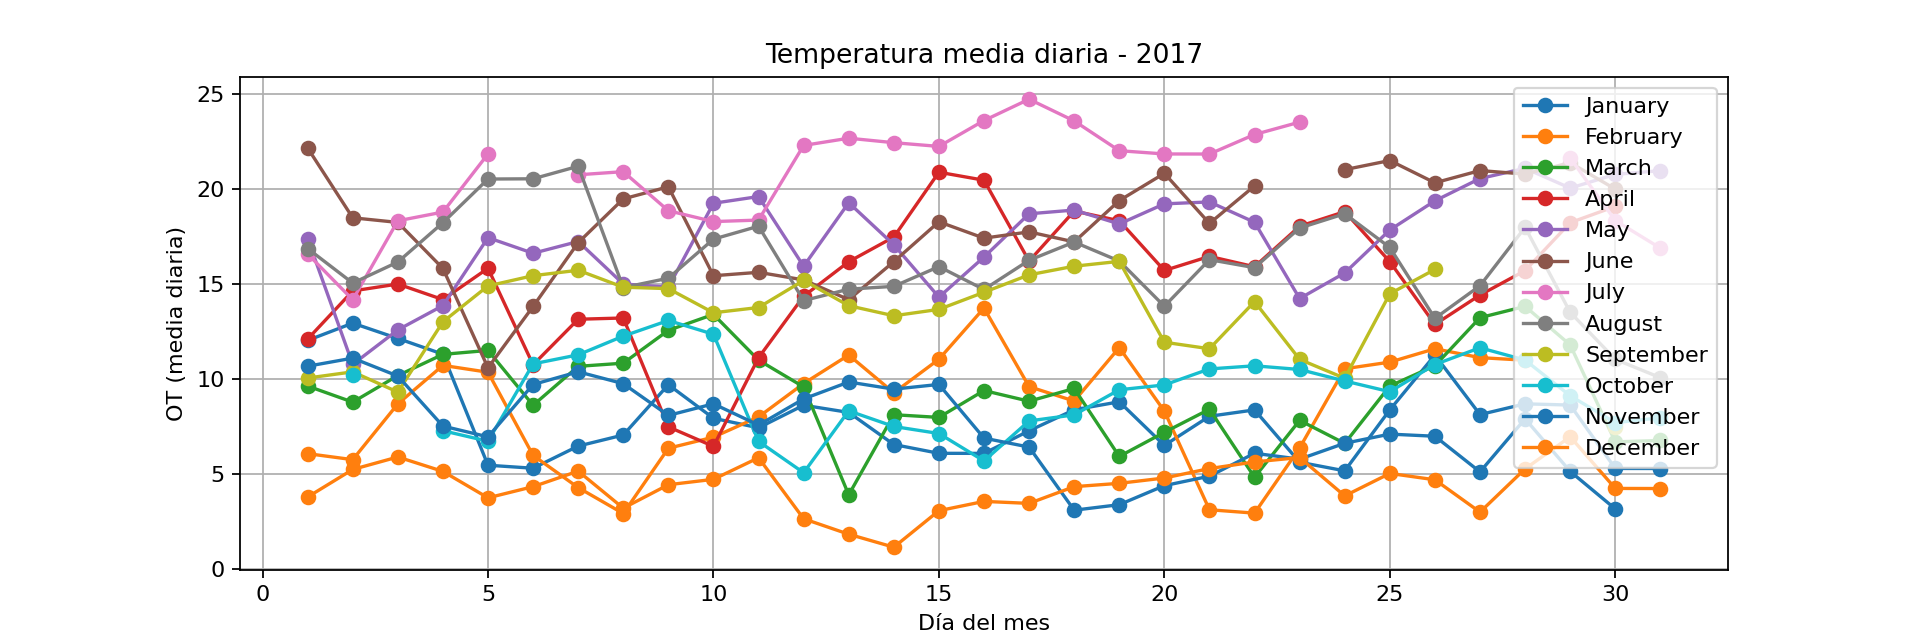 Temperatura media diaria - 2017
OT (media diaria)
25
20
15
10
5
0
0
5
10
15
20
25
30
Día del mes
January
February
March
April
May
June
July
August
September
October
November
December